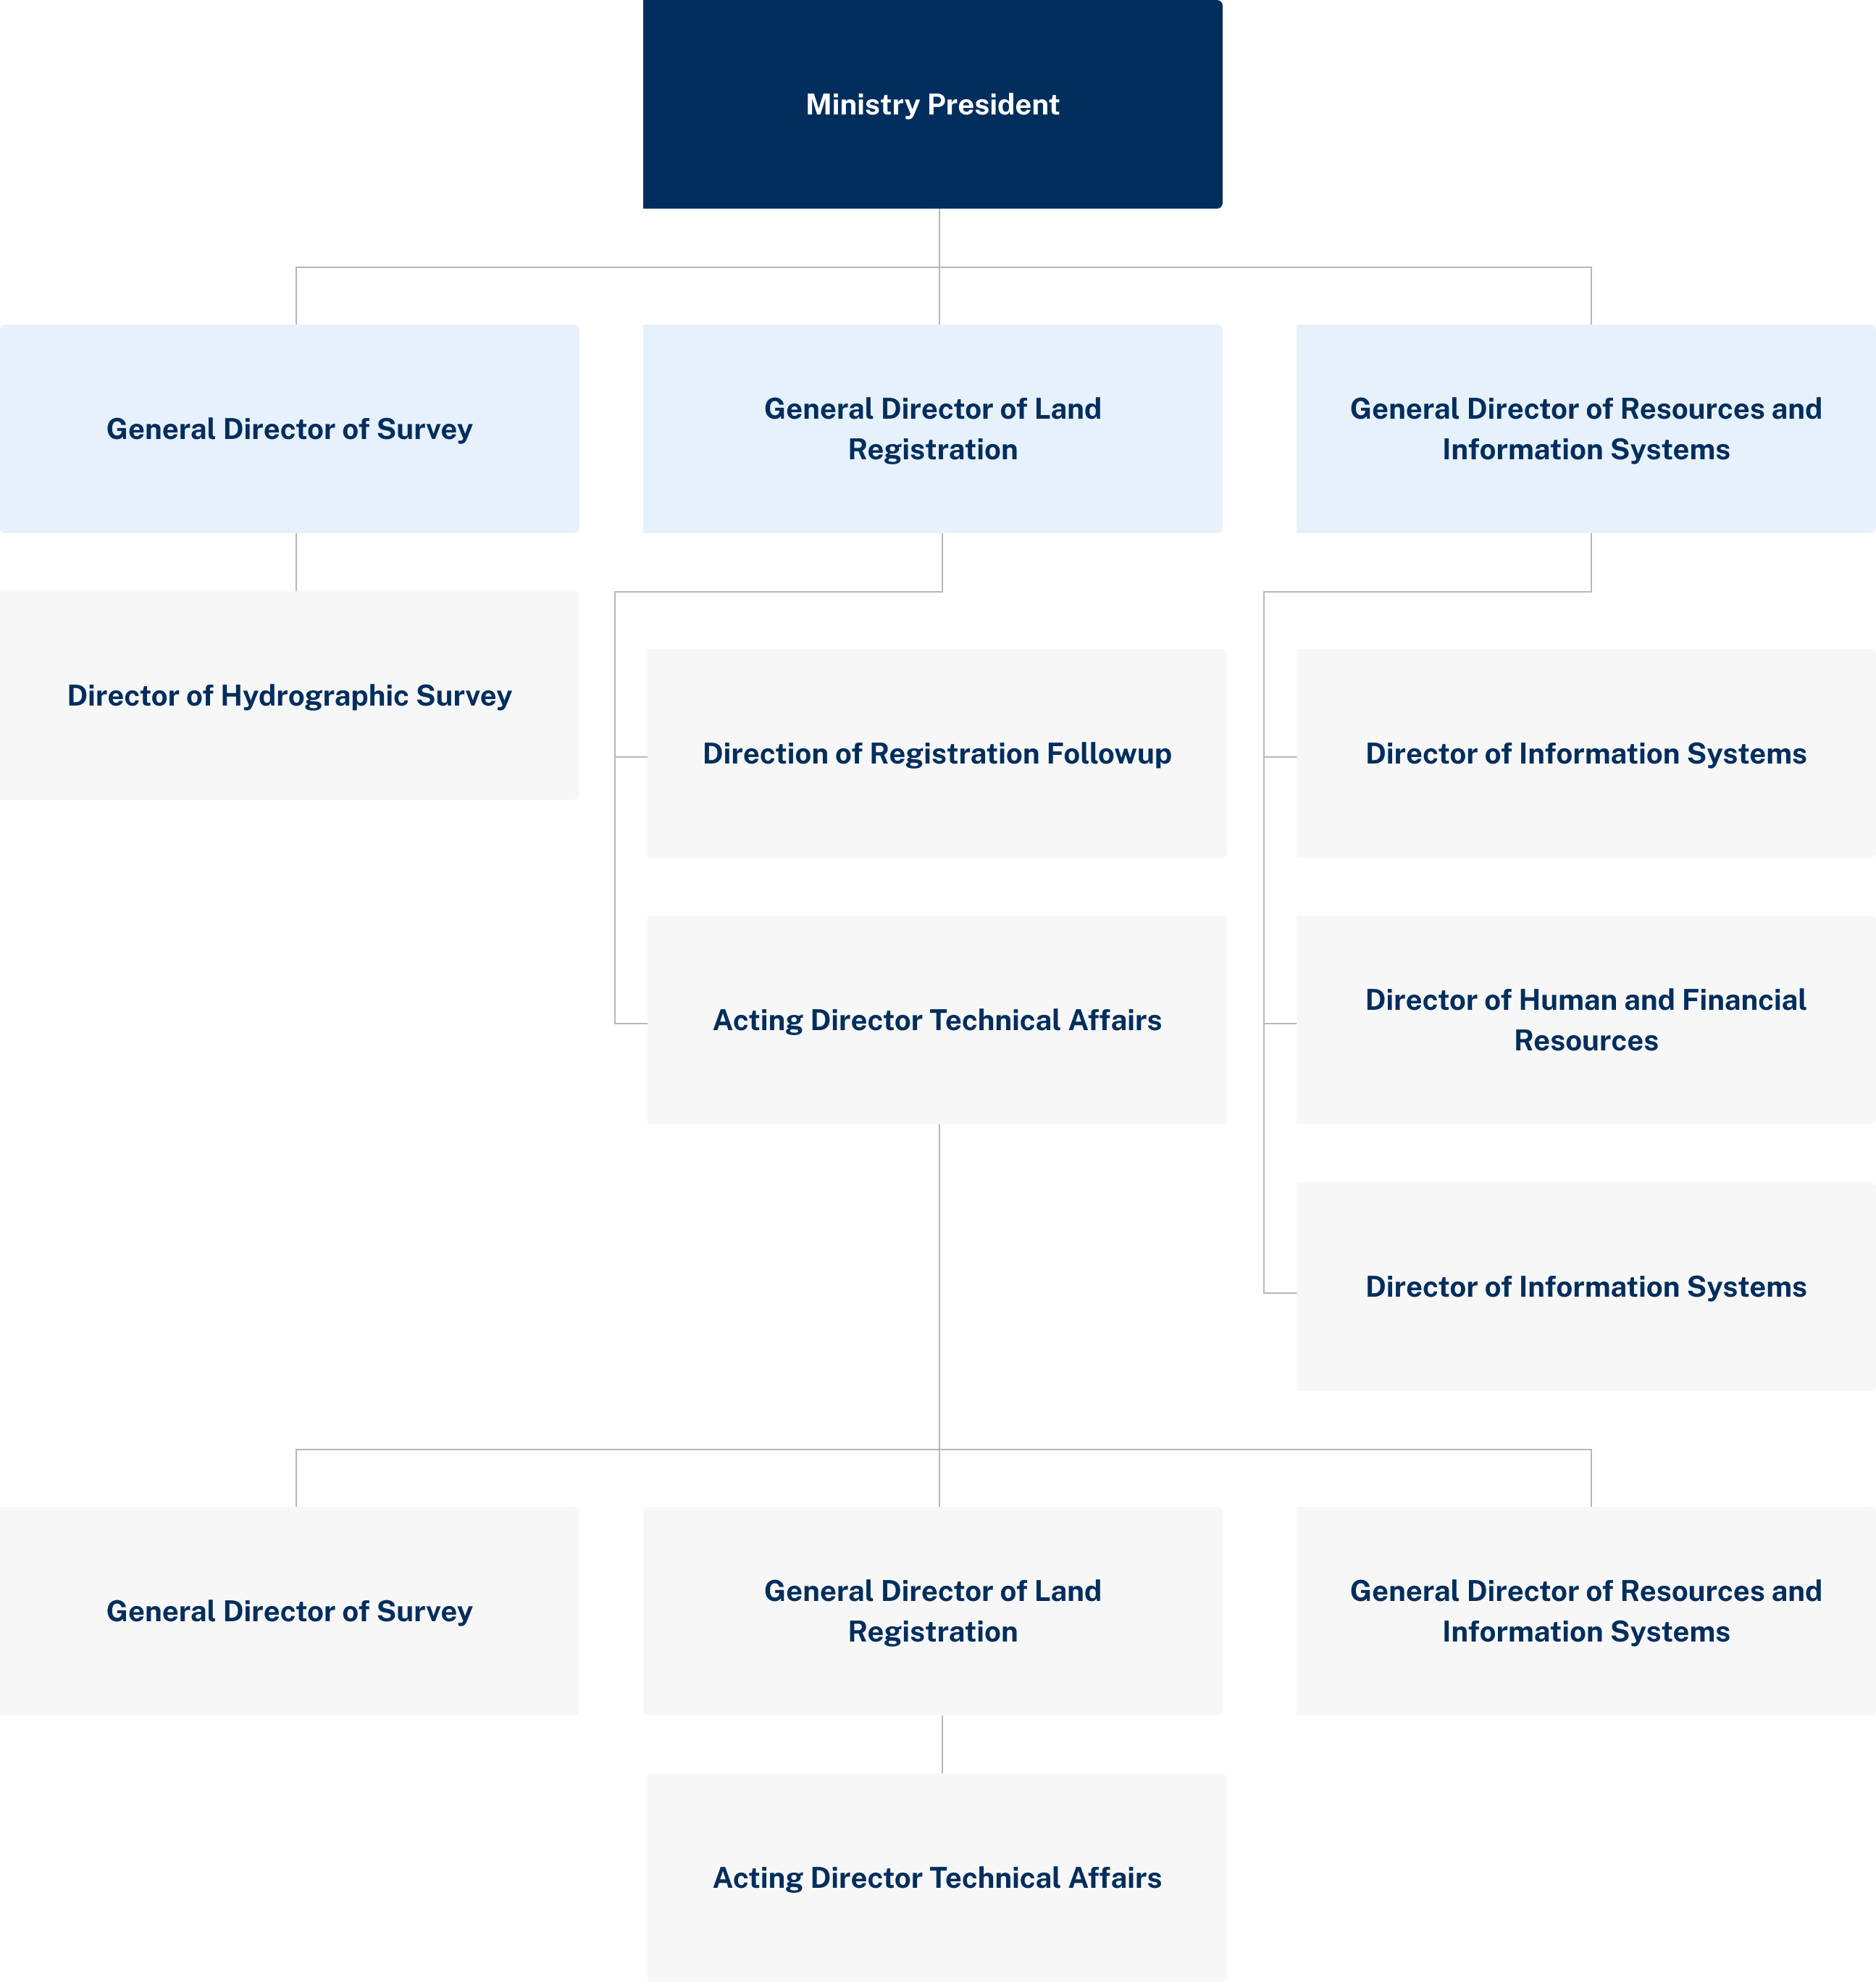 Ministry President
General Director of Survey
General Director of Land
Registration
General Director of Resources and
Information Systems
Director of Hydrographic Survey
Direction of Registration Followup
Director of Information Systems
Acting Director Technical Affairs
Director of Human and Financial
Resources
Director of Information Systems
General Director of Survey
General Director of Land
Registration
General Director of Resources and
Information Systems
Acting Director Technical Affairs